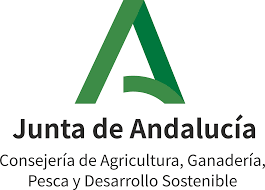 Junta de Andalucía
Consejería de Agricultura, Ganadería,
Pesca y Desarrollo Sostenible